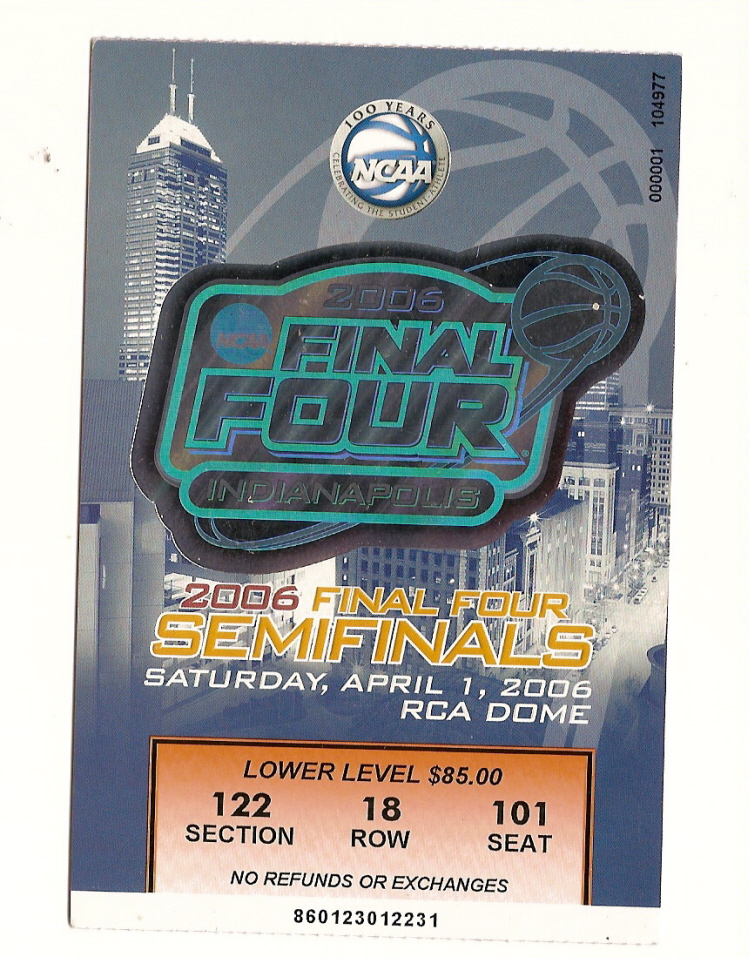 000001 104977
100 YEARS
NCAA
CELEBRATING THE STUDENT-ATHLETE
2006
NCAA
FINAL
FOUR
INDIANAPOLIS
2006 FINAL FOUR
SEMIFINALS
SATURDAY, APRIL 1, 2006
RCA DOME
LOWER LEVEL $85.00
122 18 101
SECTION ROW SEAT
NO REFUNDS OR EXCHANGES
860123012231